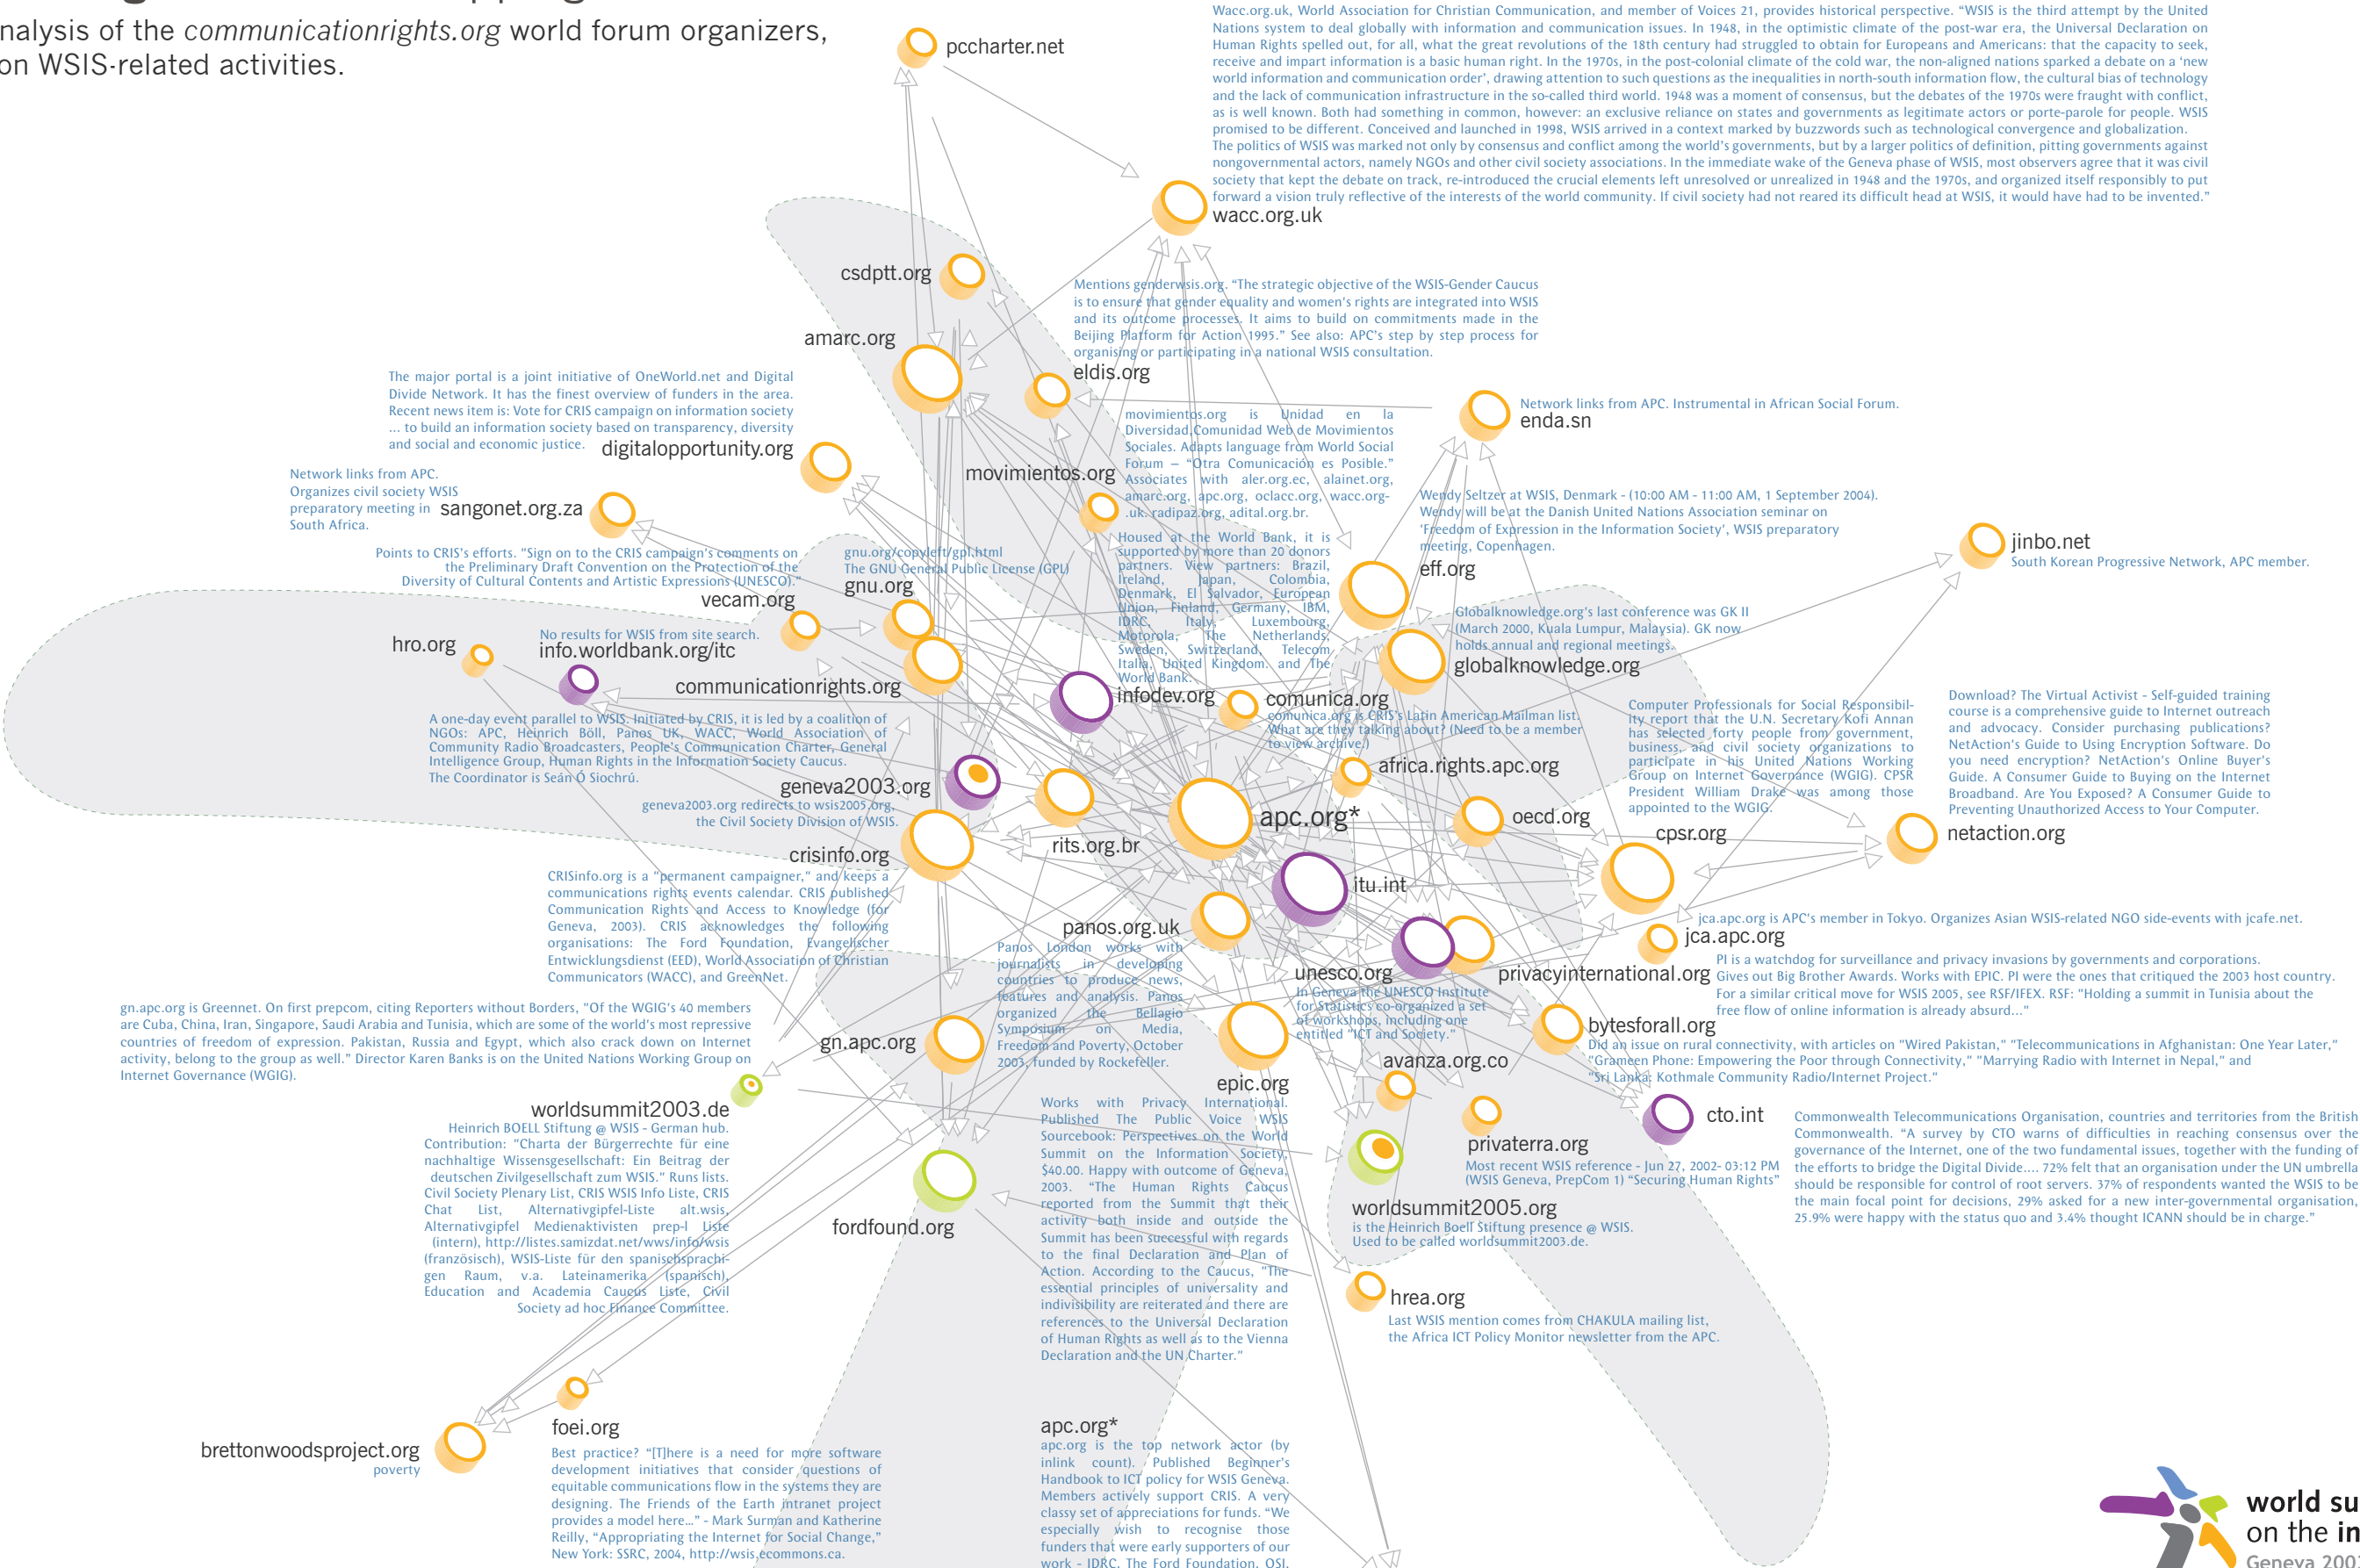 nalysis of the communicationrights.org world forum organizers,
on WSIS-related activities.
pccharter.net
Wacc.org.uk, World Association for Christian Communication, and member of Voices 21, provides historical perspective. “WSIS is the third attempt by the United
Nations system to deal globally with information and communication issues. In 1948, in the optimistic climate of the post-war era, the Universal Declaration on
Human Rights spelled out, for all, what the great revolutions of the 18th century had struggled to obtain for Europeans and Americans: that the capacity to seek,
receive and impart information is a basic human right. In the 1970s, in the post-colonial climate of the cold war, the non-aligned nations sparked a debate on a ‘new
world information and communication order’, drawing attention to such questions as the inequalities in north-south information flow, the cultural bias of technology
and the lack of communication infrastructure in the so-called third world. 1948 was a moment of consensus, but the debates of the 1970s were fraught with conflict,
as is well known. Both had something in common, however: an exclusive reliance on states and governments as legitimate actors or porte-parole for people. WSIS
promised to be different. Conceived and launched in 1998, WSIS arrived in a context marked by buzzwords such as technological convergence and globalization.
The politics of WSIS was marked not only by consensus and conflict among the world’s governments, but by a larger politics of definition, pitting governments against
nongovernmental actors, namely NGOs and other civil society associations. In the immediate wake of the Geneva phase of WSIS, most observers agree that it was civil
society that kept the debate on track, re-introduced the crucial elements left unresolved or unrealized in 1948 and the 1970s, and organized itself responsibly to put
forward a vision truly reflective of the interests of the world community. If civil society had not reared its difficult head at WSIS, it would have had to be invented.”
wacc.org.uk
csdptt.org
Mentions genderwsis.org. “The strategic objective of the WSIS-Gender Caucus
is to ensure that gender equality and women’s rights are integrated into WSIS
and its outcome processes. It aims to build on commitments made in the
Beijing Platform for Action 1995.” See also: APC’s step by step process for
organising or participating in a national WSIS consultation.
amarc.org
eldis.org
The major portal is a joint initiative of OneWorld.net and Digital
Divide Network. It has the finest overview of funders in the area.
Recent news item is: Vote for CRIS campaign on information society
... to build an information society based on transparency, diversity
and social and economic justice.
digitalopportunity.org
movimientos.org is Unidad en la
Diversidad,Comunidad Web de Movimientos
Sociales. Adapts language from World Social
Forum – “Otra Comunicación es Posible.”
Associates with aler.org.ec, alainet.org,
amarc.org, apc.org, oclacc.org, wacc.org-
.uk. radipaz.org, adital.org.br.
movimientos.org
Network links from APC. Instrumental in African Social Forum.
enda.sn
Network links from APC.
Organizes civil society WSIS
preparatory meeting in
South Africa.
sangonet.org.za
Wendy Seltzer at WSIS, Denmark - (10:00 AM - 11:00 AM, 1 September 2004).
Wendy will be at the Danish United Nations Association seminar on
‘Freedom of Expression in the Information Society’, WSIS preparatory
meeting, Copenhagen.
eff.org
jinbo.net
South Korean Progressive Network, APC member.
Points to CRIS’s efforts. “Sign on to the CRIS campaign’s comments on
the Preliminary Draft Convention on the Protection of the
Diversity of Cultural Contents and Artistic Expressions (UNESCO).”
vecam.org
gnu.org/copyleft/gpl.html
The GNU General Public License (GPL)
gnu.org
Housed at the World Bank, it is
supported by more than 20 donors
partners. View partners: Brazil,
Ireland, Japan, Colombia,
Denmark, El Salvador, European
Union, Finland, Germany, IBM,
IDRC, Italy, Luxembourg,
Motorola, The Netherlands,
Sweden, Switzerland, Telecom
Italia, United Kingdom. and The
World Bank.
infodev.org
Globalknowledge.org’s last conference was GK II
(March 2000, Kuala Lumpur, Malaysia). GK now
holds annual and regional meetings.
globalknowledge.org
hro.org
No results for WSIS from site search.
info.worldbank.org/itc
communicationrights.org
A one-day event parallel to WSIS. Initiated by CRIS, it is led by a coalition of
NGOs: APC, Heinrich Böll, Panos UK, WACC, World Association of
Community Radio Broadcasters, People’s Communication Charter, General
Intelligence Group, Human Rights in the Information Society Caucus.
The Coordinator is Seán Ó Siochrú.
comunica.org
comunica.org is CRIS’s Latin American Mailman list.
What are they talking about? (Need to be a member
to view archive.)
Computer Professionals for Social Responsibil-
ity report that the U.N. Secretary Kofi Annan
has selected forty people from government,
business, and civil society organizations to
participate in his United Nations Working
Group on Internet Governance (WGIG). CPSR
President William Drake was among those
appointed to the WGIG.
cpsr.org
Download? The Virtual Activist - Self-guided training
course is a comprehensive guide to Internet outreach
and advocacy. Consider purchasing publications?
NetAction’s Guide to Using Encryption Software. Do
you need encryption? NetAction’s Online Buyer’s
Guide. A Consumer Guide to Buying on the Internet
Broadband. Are You Exposed? A Consumer Guide to
Preventing Unauthorized Access to Your Computer.
netaction.org
geneva2003.org
geneva2003.org redirects to wsis2005.org,
the Civil Society Division of WSIS.
africa.rights.apc.org
apc.org*
oecd.org
rits.org.br
crisinfo.org
CRISinfo.org is a “permanent campaigner,” and keeps a
communications rights events calendar. CRIS published
Communication Rights and Access to Knowledge (for
Geneva, 2003). CRIS acknowledges the following
organisations: The Ford Foundation, Evangelischer
Entwicklungsdienst (EED), World Association of Christian
Communicators (WACC), and GreenNet.
itu.int
panos.org.uk
Panos London works with
journalists in developing
countries to produce news,
features and analysis. Panos
organized the Bellagio
Symposium on Media,
Freedom and Poverty, October
2003, funded by Rockefeller.
unesco.org
In Geneva the UNESCO Institute
for Statistics co-organized a set
of workshops, including one
entitled “ICT and Society.”
jca.apc.org is APC’s member in Tokyo. Organizes Asian WSIS-related NGO side-events with jcafe.net.
jca.apc.org
privacyinternational.org
PI is a watchdog for surveillance and privacy invasions by governments and corporations.
Gives out Big Brother Awards. Works with EPIC. PI were the ones that critiqued the 2003 host country.
For a similar critical move for WSIS 2005, see RSF/IFEX. RSF: “Holding a summit in Tunisia about the
free flow of online information is already absurd...”
gn.apc.org is Greennet. On first prepcom, citing Reporters without Borders, “Of the WGIG’s 40 members
are Cuba, China, Iran, Singapore, Saudi Arabia and Tunisia, which are some of the world’s most repressive
countries of freedom of expression. Pakistan, Russia and Egypt, which also crack down on Internet
activity, belong to the group as well.” Director Karen Banks is on the United Nations Working Group on
Internet Governance (WGIG).
gn.apc.org
bytesforall.org
Did an issue on rural connectivity, with articles on “Wired Pakistan,” “Telecommunications in Afghanistan: One Year Later,”
“Grameen Phone: Empowering the Poor through Connectivity,” “Marrying Radio with Internet in Nepal,” and
“Sri Lanka: Kothmale Community Radio/Internet Project.”
avanza.org.co
epic.org
Works with Privacy International.
Published The Public Voice WSIS
Sourcebook: Perspectives on the World
Summit on the Information Society,
$40.00. Happy with outcome of Geneva,
2003. “The Human Rights Caucus
reported from the Summit that their
activity both inside and outside the
Summit has been successful with regards
to the final Declaration and Plan of
Action. According to the Caucus, “The
essential principles of universality and
indivisibility are reiterated and there are
references to the Universal Declaration
of Human Rights as well as to the Vienna
Declaration and the UN Charter.”
worldsummit2003.de
Heinrich BOELL Stiftung @ WSIS - German hub.
Contribution: “Charta der Bürgerrechte für eine
nachhaltige Wissensgesellschaft: Ein Beitrag der
deutschen Zivilgesellschaft zum WSIS.” Runs lists.
Civil Society Plenary List, CRIS WSIS Info Liste, CRIS
Chat List, Alternativgipfel-Liste alt.wsis,
Alternativgipfel Medienaktivisten prep-l Liste
(intern), http://listes.samizdat.net/wws/info/wsis
(französisch), WSIS-Liste für den spanischsprachi-
gen Raum, v.a. Lateinamerika (spanisch),
Education and Academia Caucus Liste, Civil
Society ad hoc Finance Committee.
cto.int
Commonwealth Telecommunications Organisation, countries and territories from the British
Commonwealth. “A survey by CTO warns of difficulties in reaching consensus over the
governance of the Internet, one of the two fundamental issues, together with the funding of
the efforts to bridge the Digital Divide.... 72% felt that an organisation under the UN umbrella
should be responsible for control of root servers. 37% of respondents wanted the WSIS to be
the main focal point for decisions, 29% asked for a new inter-governmental organisation,
25.9% were happy with the status quo and 3.4% thought ICANN should be in charge.”
privaterra.org
Most recent WSIS reference - Jun 27, 2002- 03:12 PM
(WSIS Geneva, PrepCom 1) “Securing Human Rights”
worldsummit2005.org
is the Heinrich Boell Stiftung presence @ WSIS.
Used to be called worldsummit2003.de.
fordfound.org
hrea.org
Last WSIS mention comes from CHAKULA mailing list,
the Africa ICT Policy Monitor newsletter from the APC.
foei.org
Best practice? “[T]here is a need for more software
development initiatives that consider questions of
equitable communications flow in the systems they are
designing. The Friends of the Earth intranet project
provides a model here...” - Mark Surman and Katherine
Reilly, “Appropriating the Internet for Social Change,”
New York: SSRC, 2004, http://wsis.ecommons.ca.
brettonwoodsproject.org
poverty
apc.org*
apc.org is the top network actor (by
inlink count). Published Beginner’s
Handbook to ICT policy for WSIS Geneva.
Members actively support CRIS. A very
classy set of appreciations for funds. “We
especially wish to recognise those
funders that were early supporters of our
work - IDRC, The Ford Foundation, OSI,
world su
on the in
Geneva 200